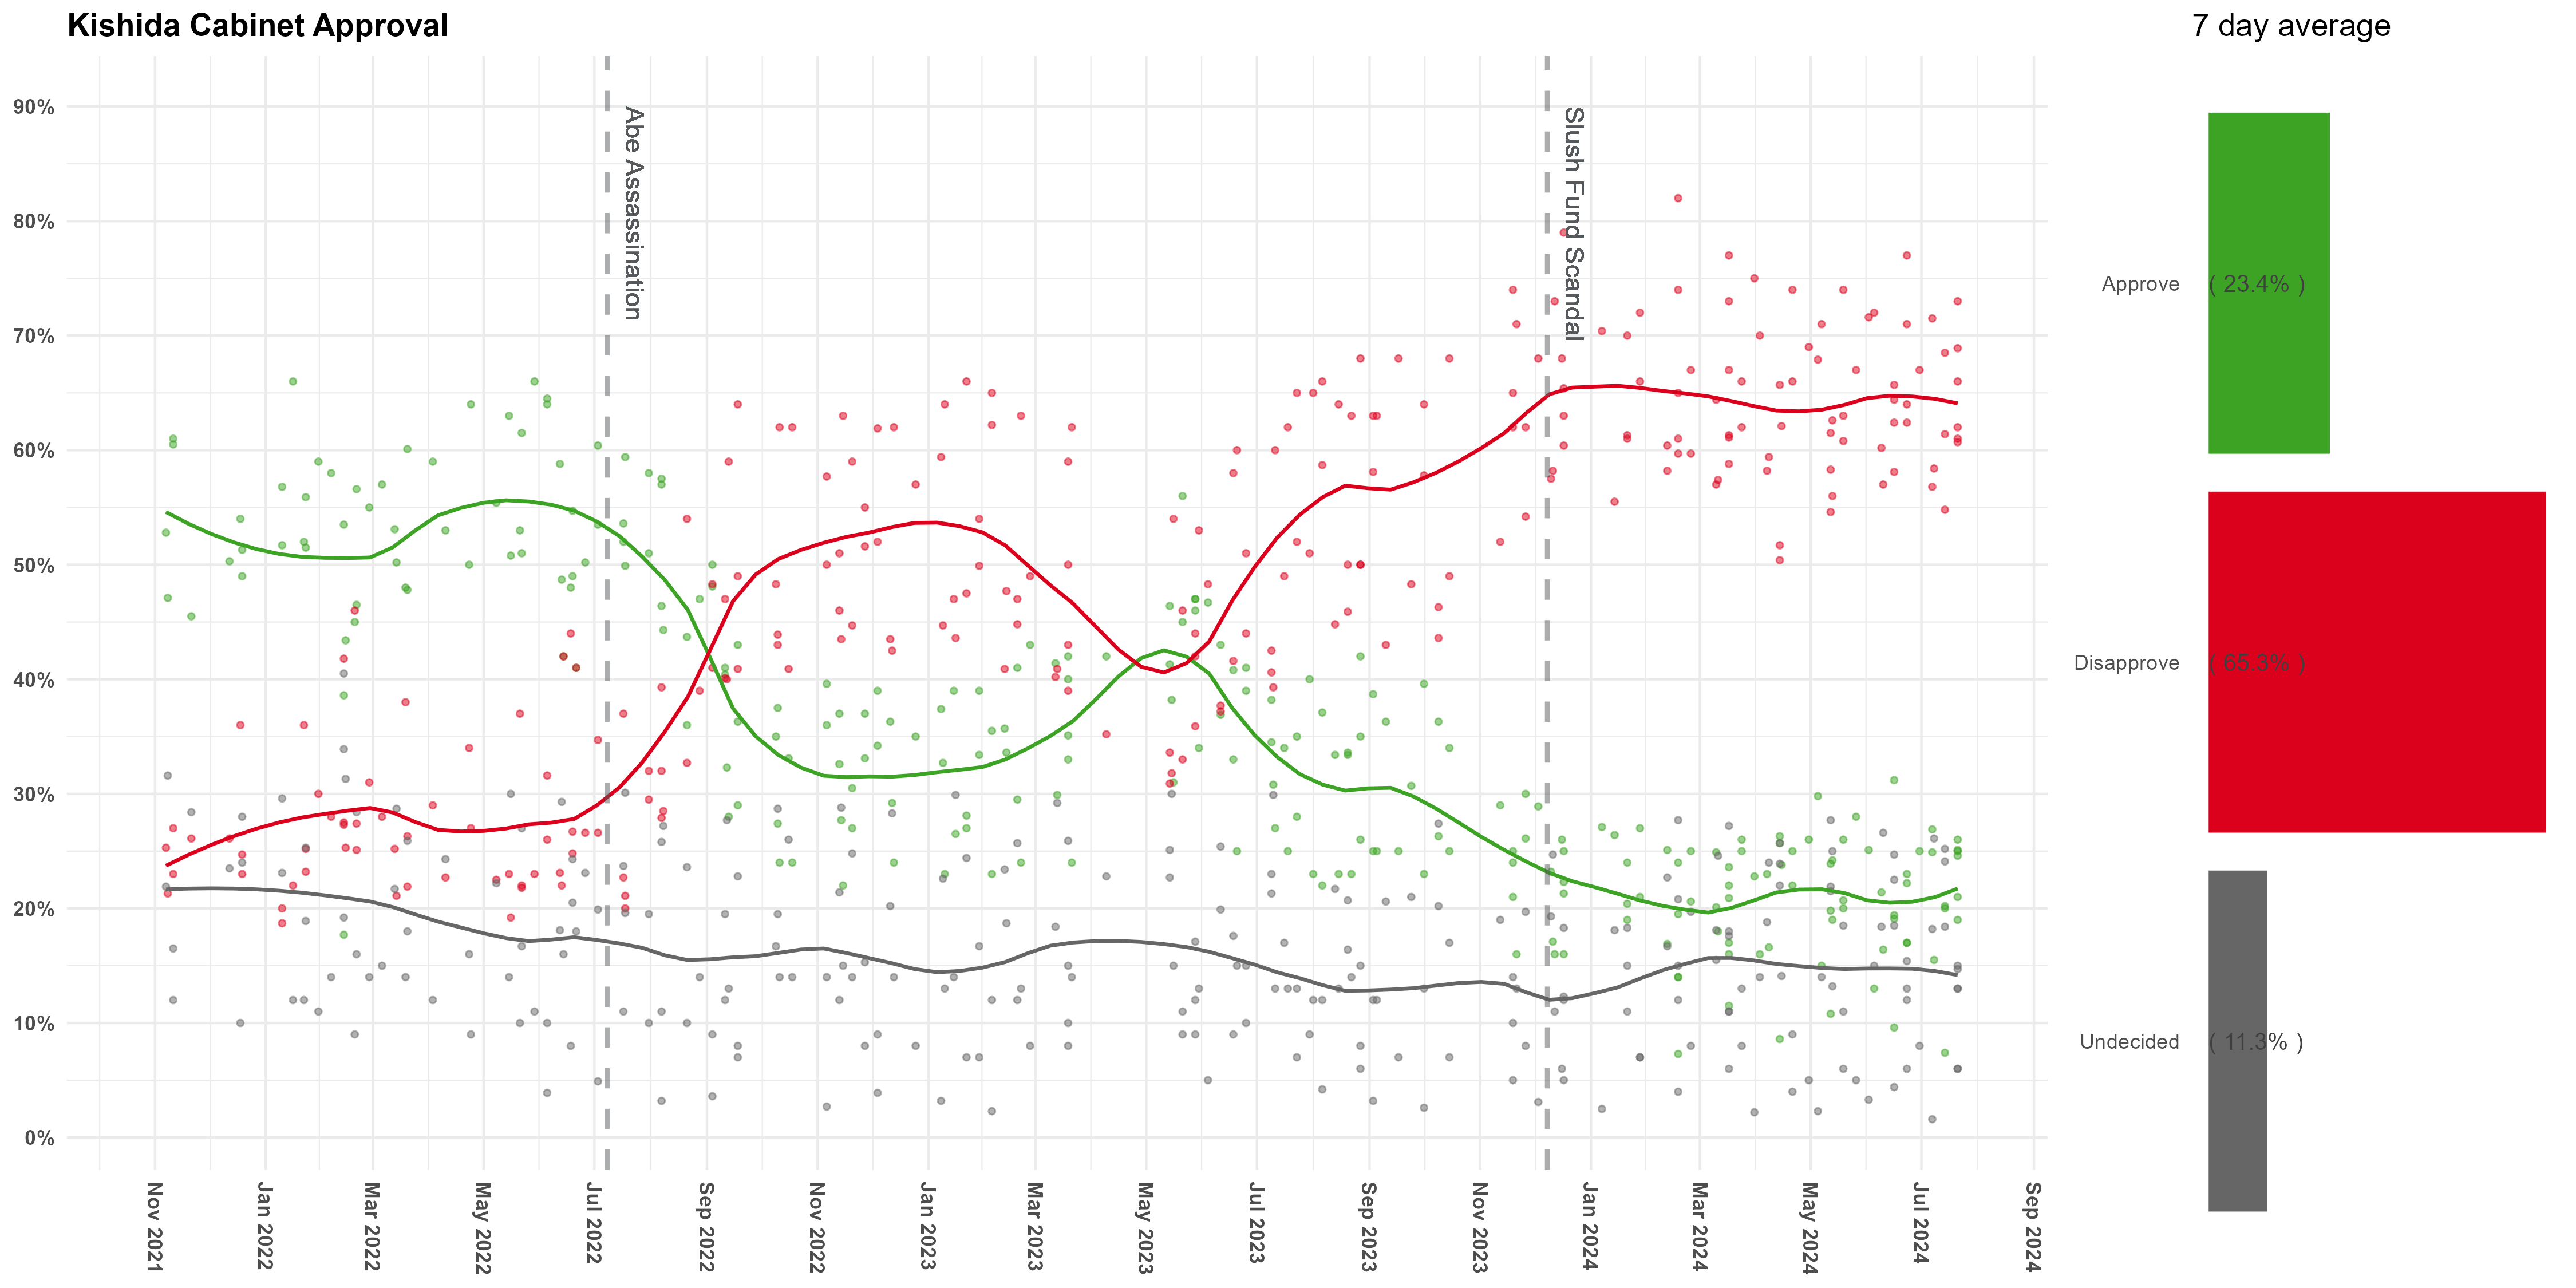 Kishida Cabinet Approval
7 day average
90%
80%
70%
60%
50%
40%
30%
20%
10%
0%
Abe Assassination
Slush Fund Scandal
Nov 2021
Jan 2022
Mar 2022
May 2022
Jul 2022
Sep 2022
Nov 2022
Jan 2023
Mar 2023
May 2023
Jul 2023
Sep 2023
Nov 2023
Jan 2024
Mar 2024
May 2024
Jul 2024
Sep 2024
Approve ( 23.4% )
Disapprove ( 65.3% )
Undecided ( 11.3% )